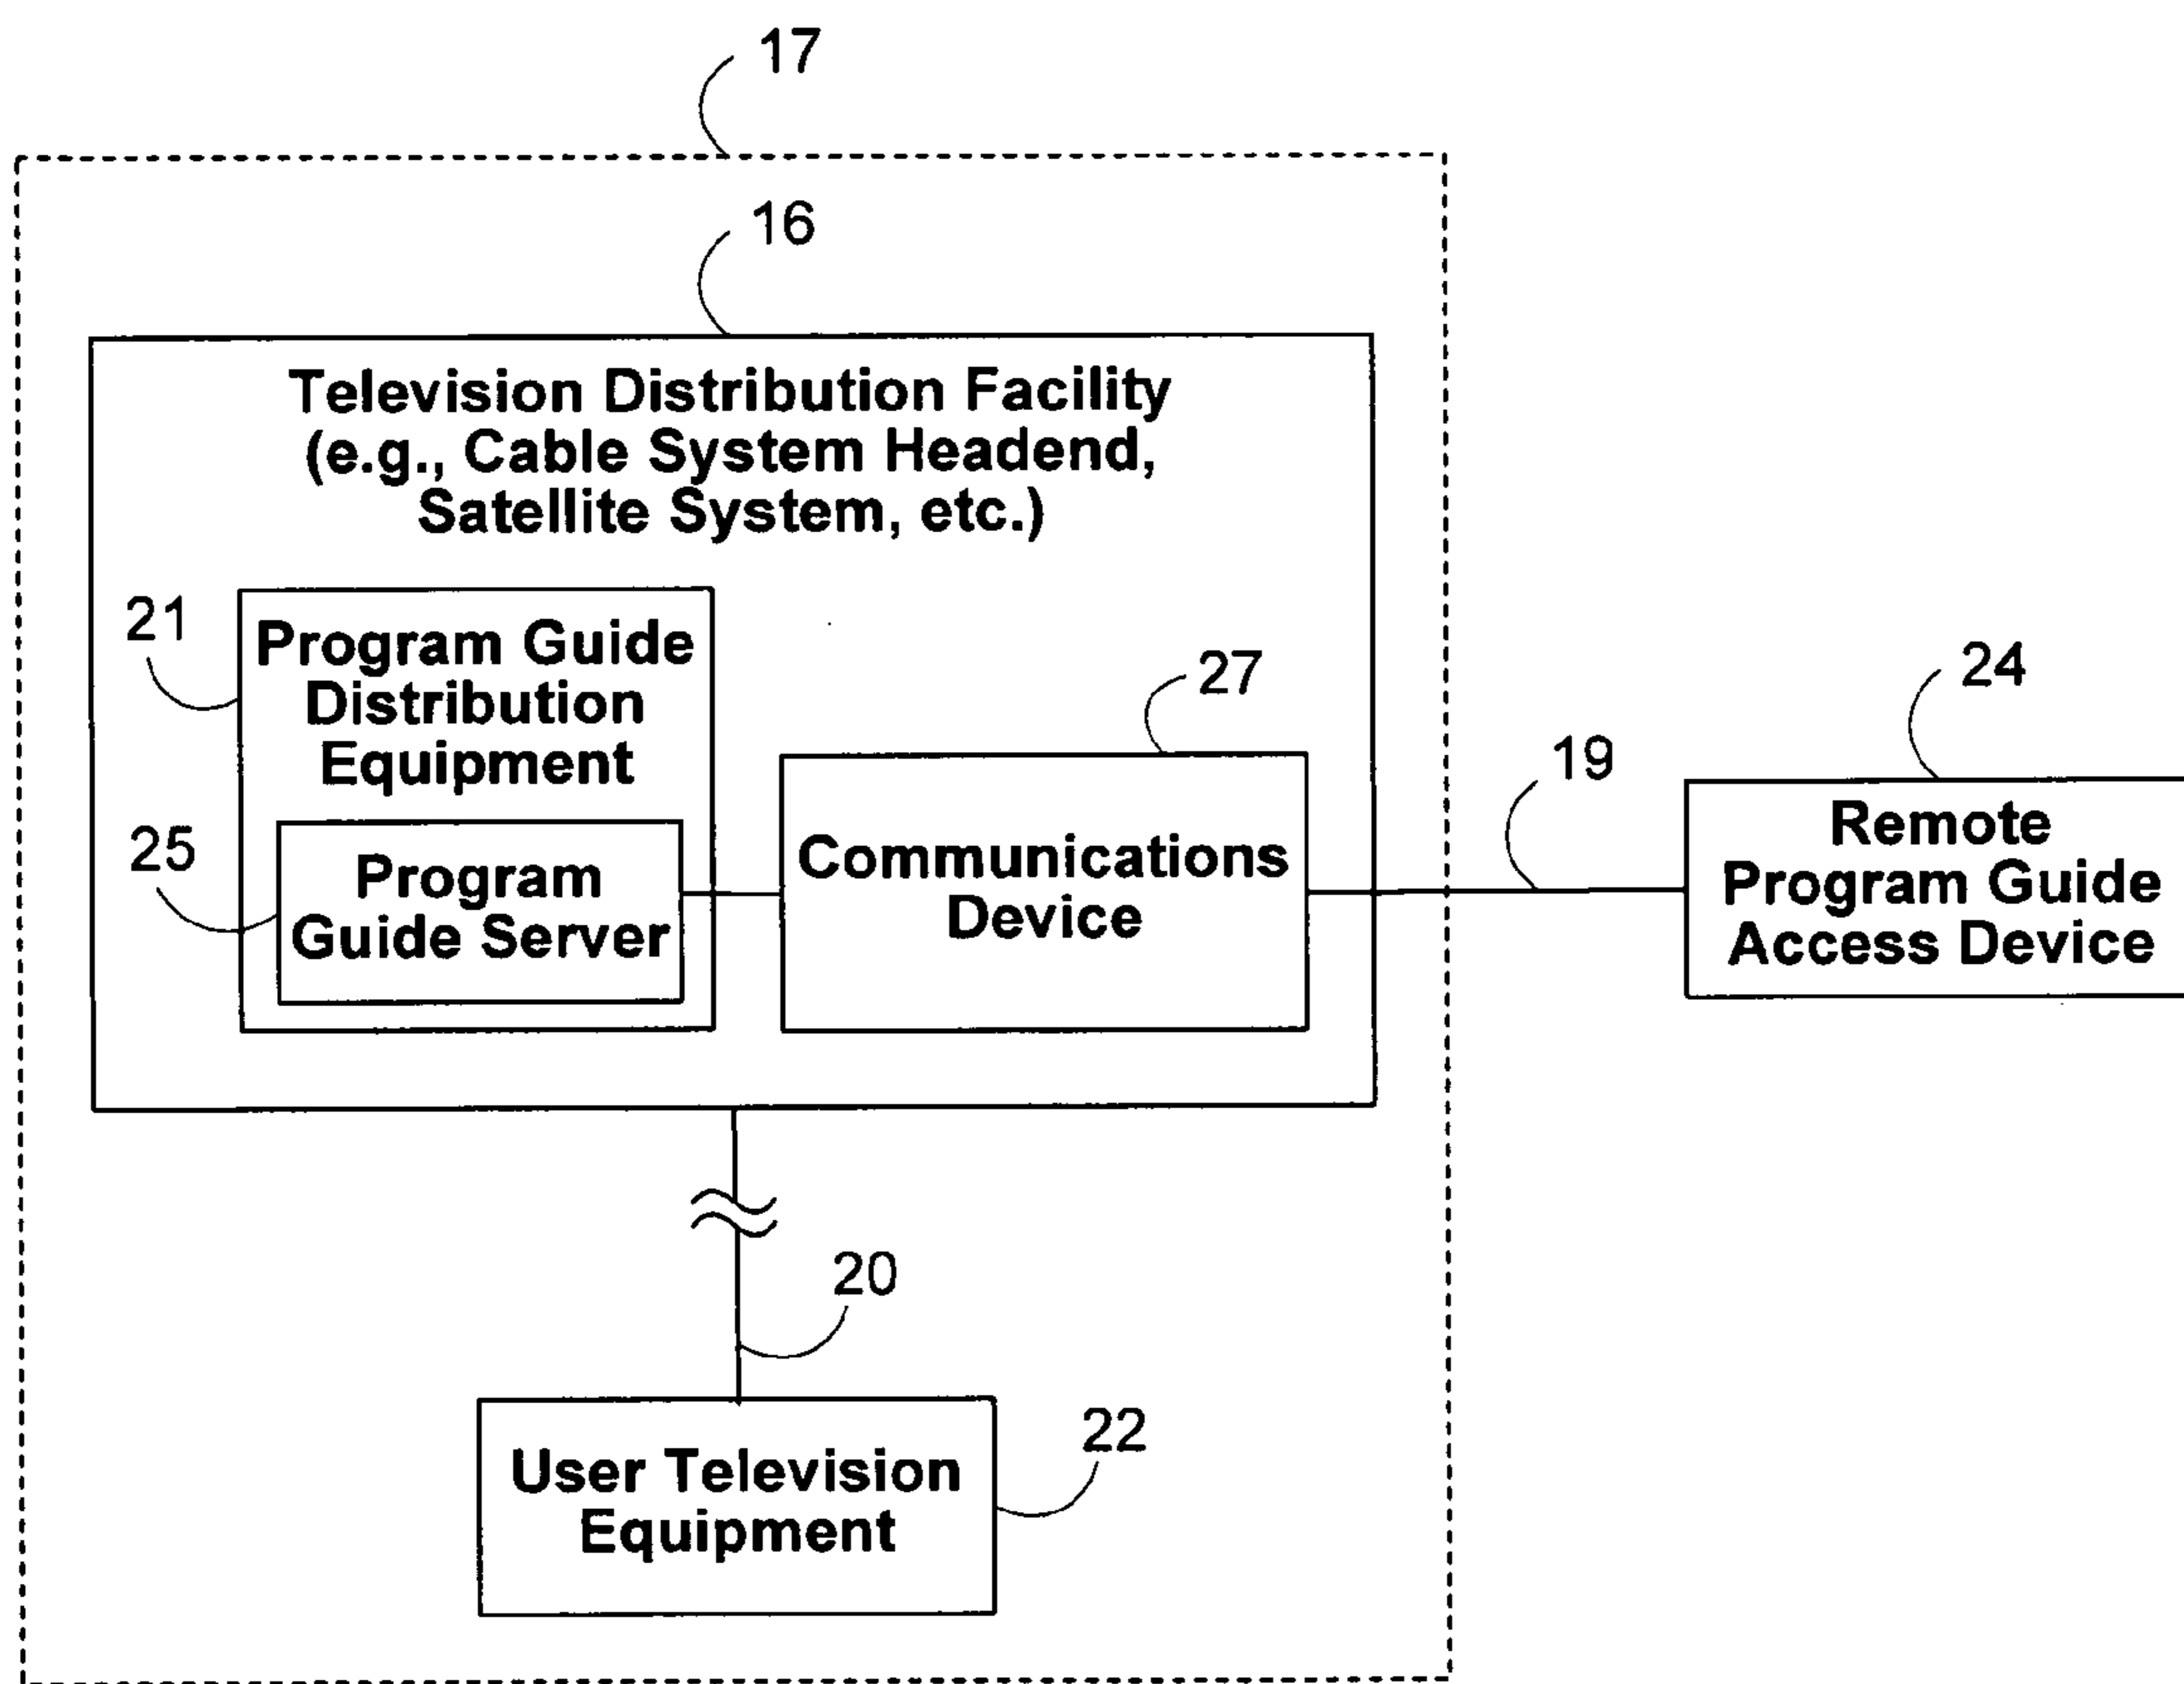 17
16
Television Distribution Facility
(e.g., Cable System Headend,
Satellite System, etc.)
21
Program Guide
Distribution
Equipment
25
Program
Guide Server
27
Communications
Device
19
24
Remote
Program Guide
Access Device
20
User Television
Equipment
22